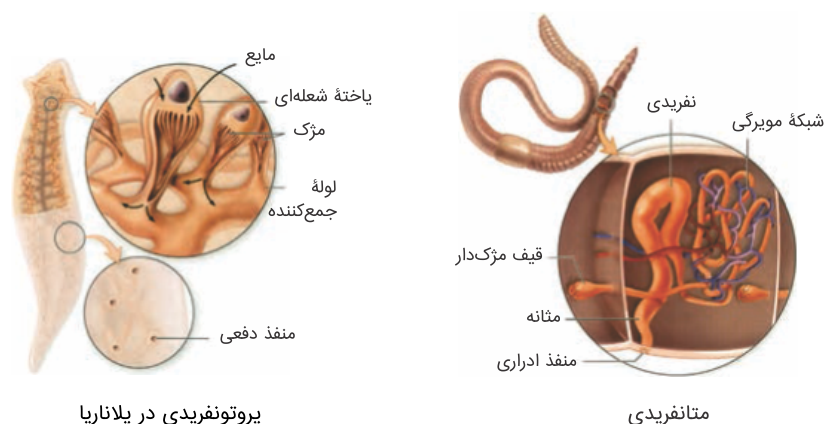 مایع
یاختهٔ شعله‌ای
مژک
لولهٔ
جمع‌کننده
منفذ دفعی
پروتونفریدی در پلاناریا
نفریدی
شبکهٔ مویرگی
قیف مژک‌دار
مثانه
منفذ ادراری
متانفریدی